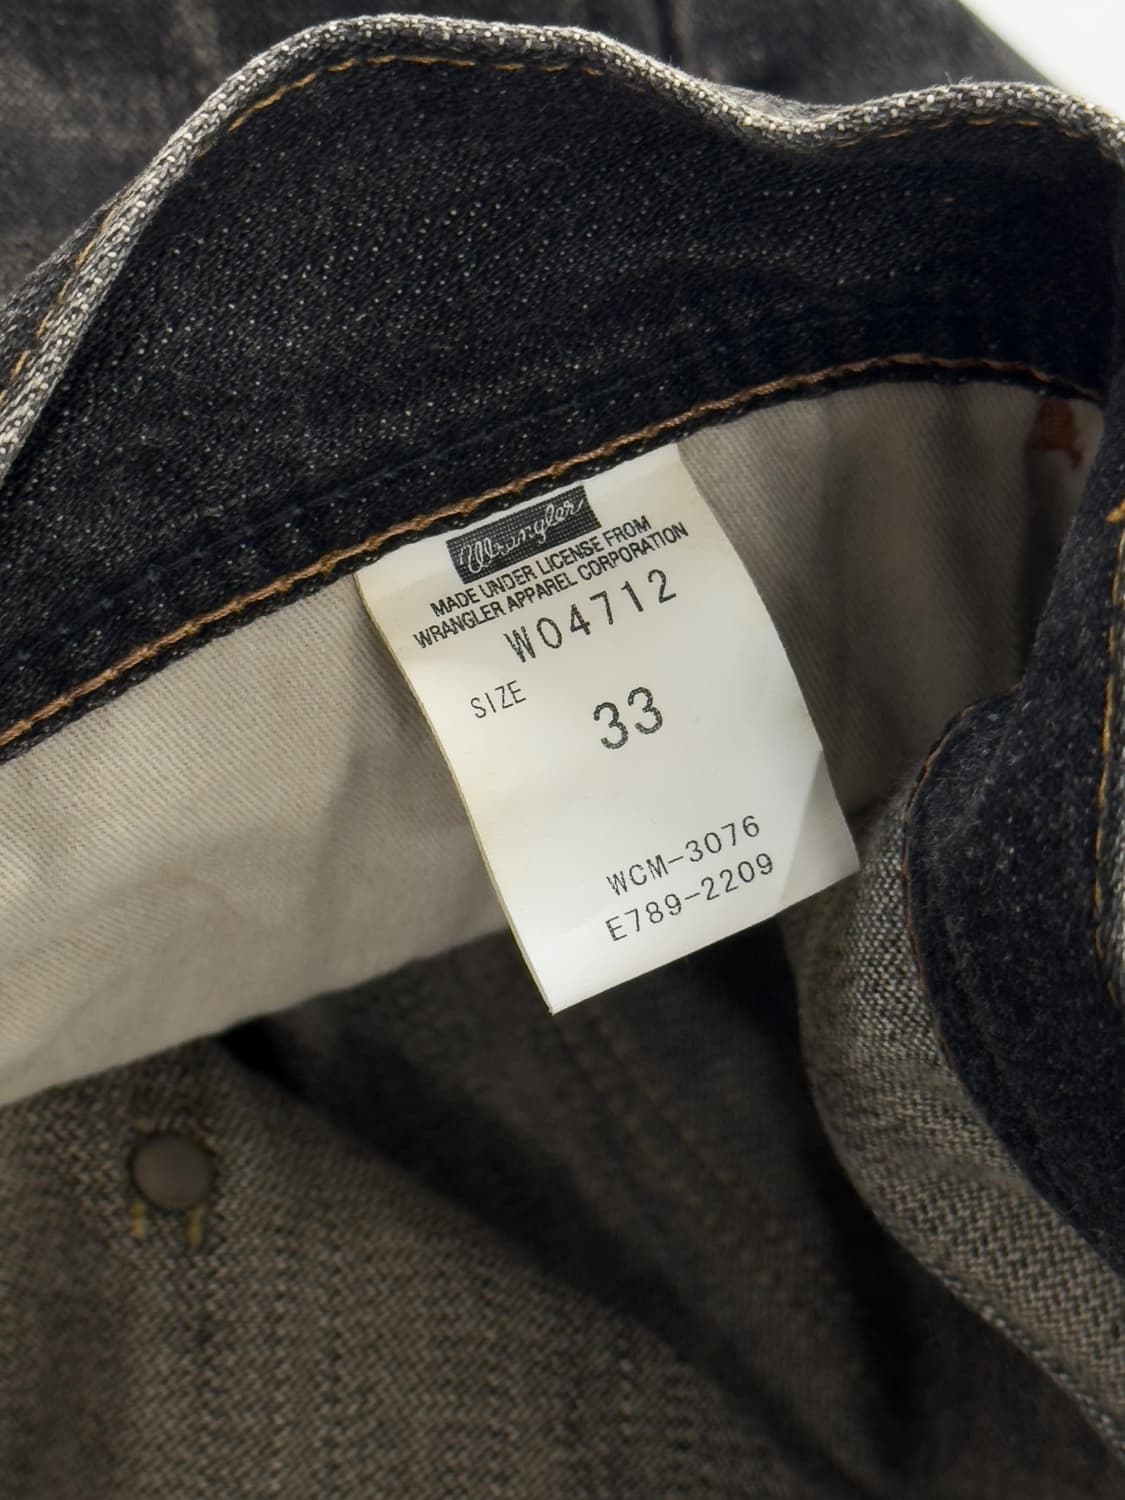 Wrangler
MADE UNDER LICENSE FROM
WRANGLER APPAREL CORPORATION
W04712
SIZE
33
WCM-3076
E789-2209